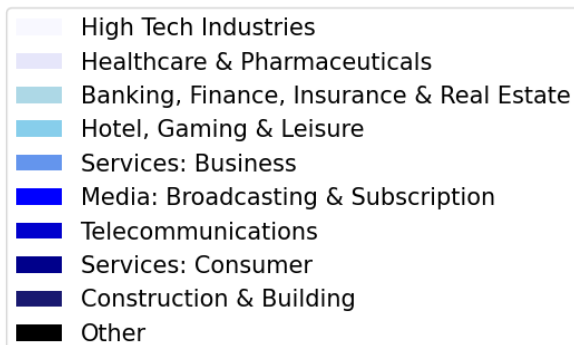 High Tech Industries
Healthcare & Pharmaceuticals
Banking, Finance, Insurance & Real Estate
Hotel, Gaming & Leisure
Services: Business
Media: Broadcasting & Subscription
Telecommunications
Services: Consumer
Construction & Building
Other